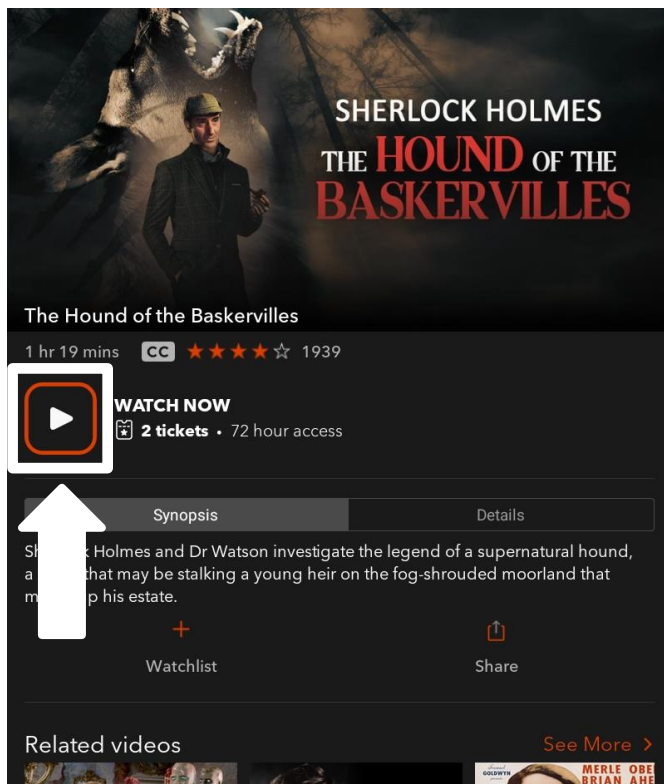 SHERLOCK HOLMES
THE HOUND OF THE
BASKERVILLES
The Hound of the Baskervilles
1 hr 19 mins CC 1939
WATCH NOW
2 tickets • 72 hour access
Synopsis Details
Holmes and Dr Watson investigate the legend of a supernatural hound,
a that may be stalking a young heir on the fog-shrouded moorland that
his estate.
Watchlist Share
Related videos See More >
GOLDWYN
MERLE OBE
BRIAN AHE